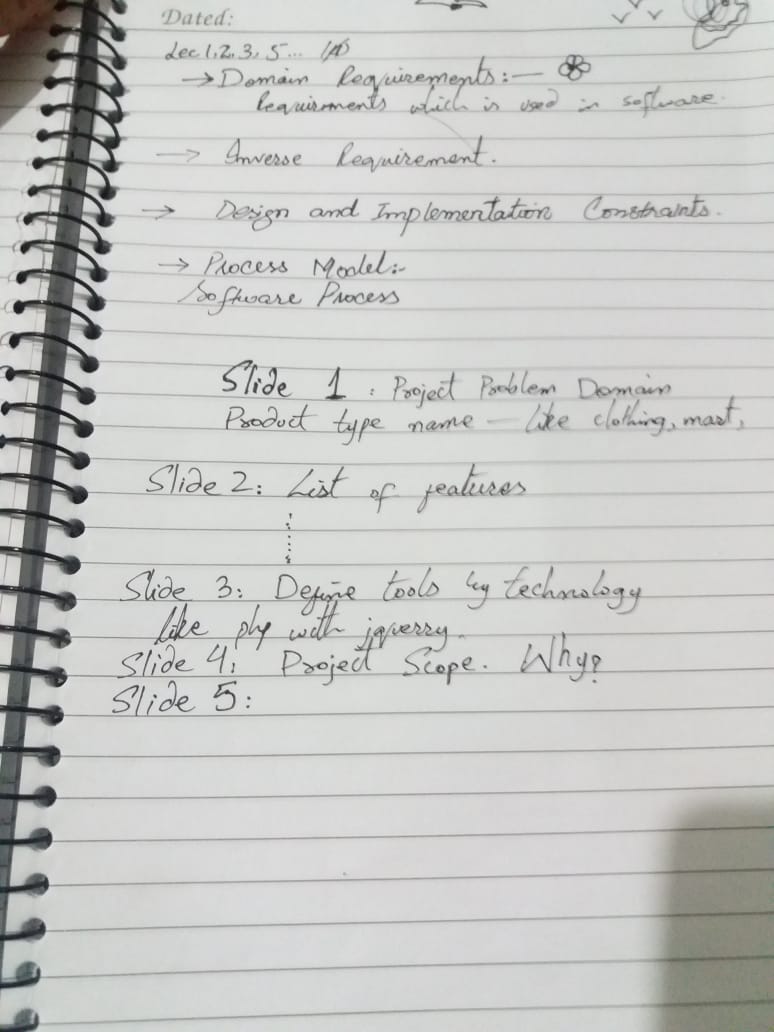 Dated:
Lec 1, 2, 3, 5...
→ Domain Requirements:—
Requirments which is used in software.
→ Inverse Requirement.
→ Design and Implementation Constraints.
→ Process Model:-
Software Process
Slide 1: Project Problem Domain
Product type name — like clothing, mart,
Slide 2: List of features
Slide 3: Define tools by technology
like php with jquerry.
Slide 4: Project Scope. Why?
Slide 5: